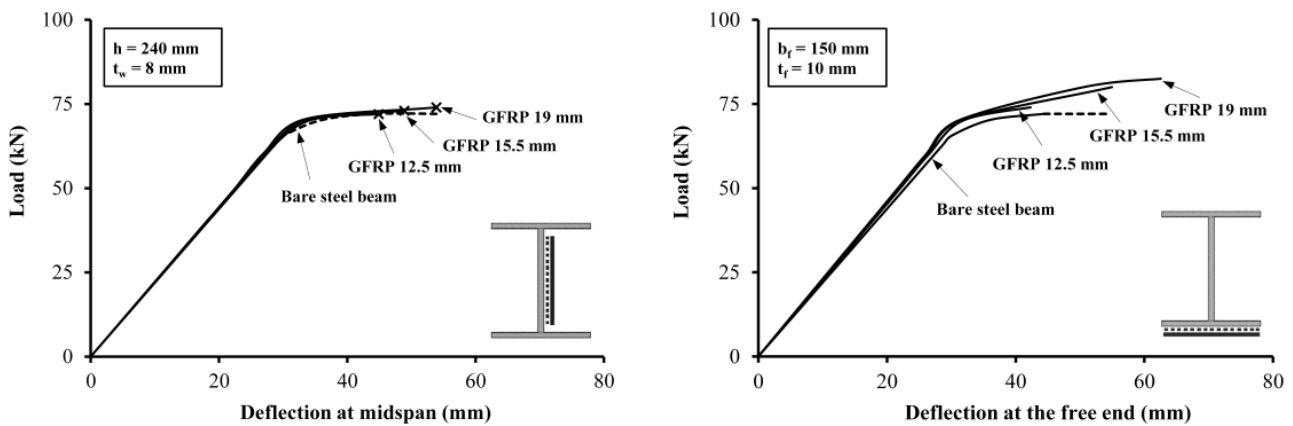 100
75
50
25
0
Load (kN)
h = 240 mm
t_w = 8 mm
GFRP 19 mm
GFRP 15.5 mm
GFRP 12.5 mm
Bare steel beam
0 20 40 60 80
Deflection at midspan (mm)
100
75
50
25
0
Load (kN)
b_f = 150 mm
t_f = 10 mm
GFRP 19 mm
GFRP 15.5 mm
GFRP 12.5 mm
Bare steel beam
0 20 40 60 80
Deflection at the free end (mm)